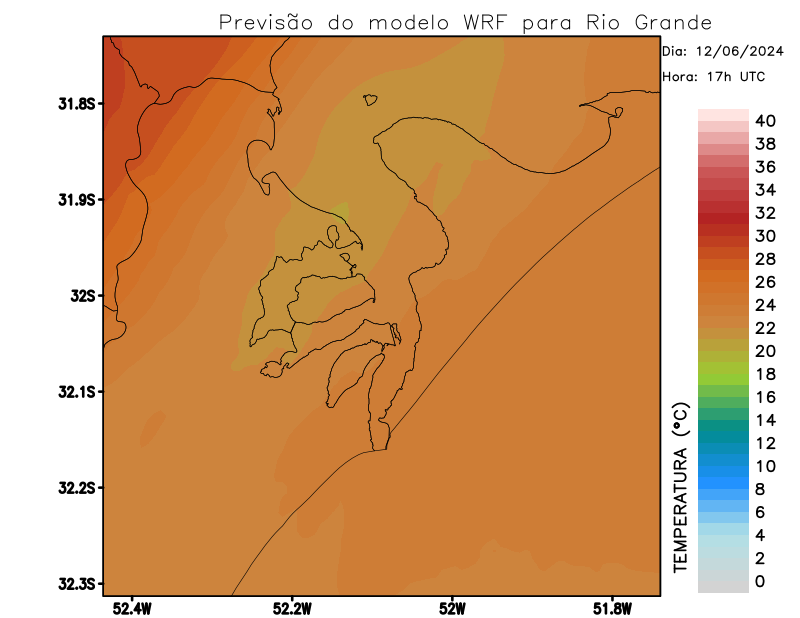 Previsão do modelo WRF para Rio Grande
Dia: 12/06/2024
Hora: 17h UTC
31.8S
31.9S
32S
32.1S
32.2S
32.3S
52.4W
52.2W
52W
51.8W
TEMPERATURA (°C)
40
38
36
34
32
30
28
26
24
22
20
18
16
14
12
10
8
6
4
2
0